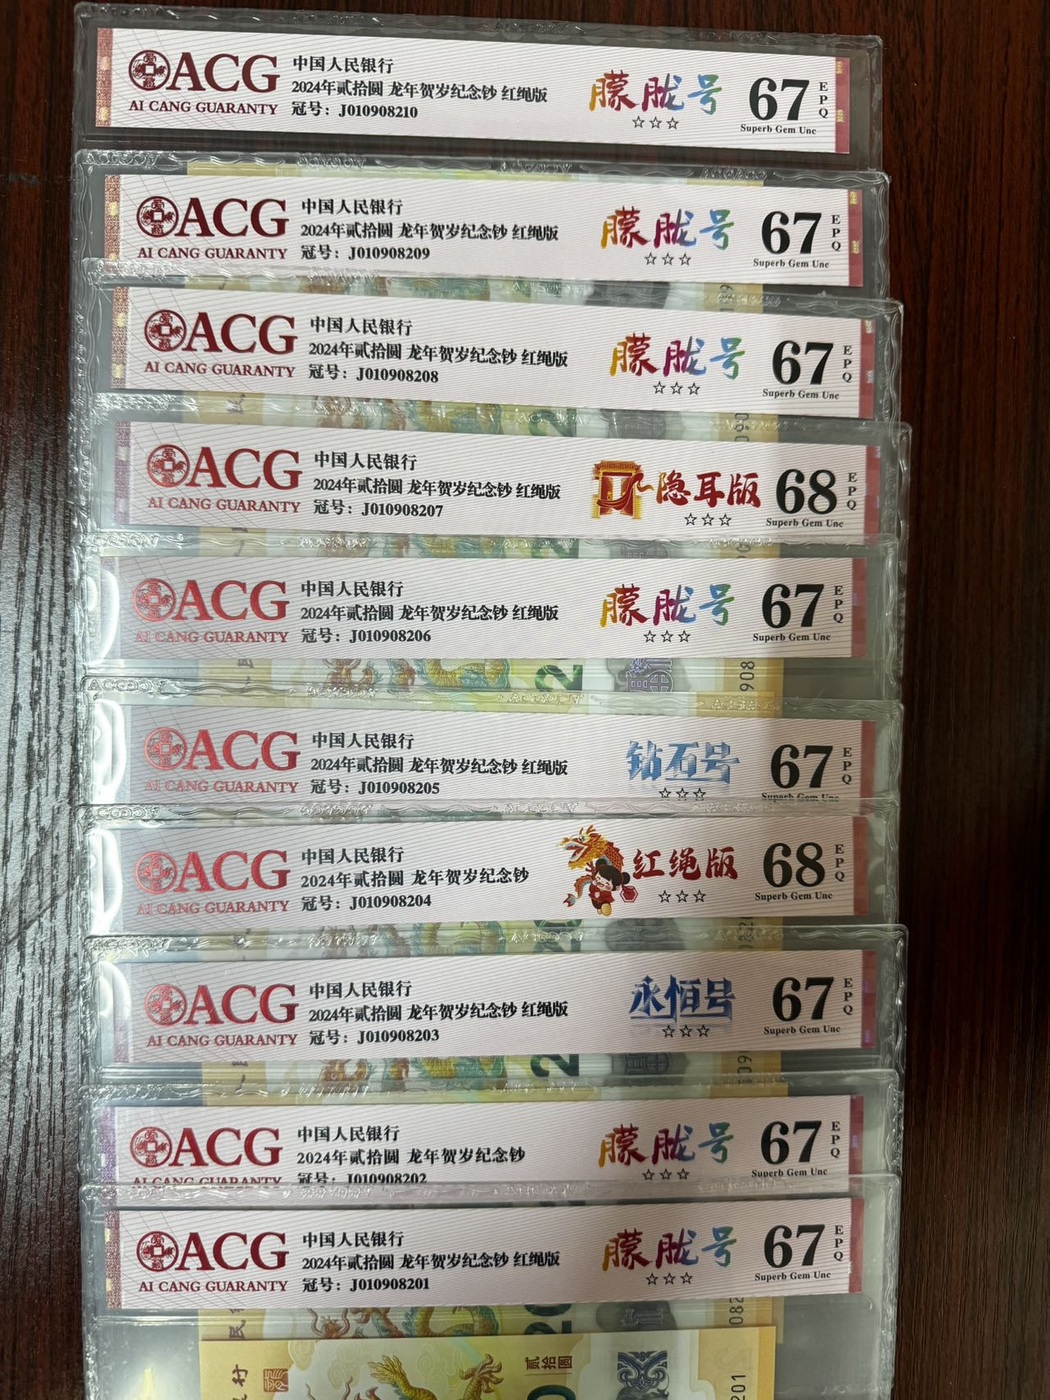 ACG
AI CANG GUARANTY
中国人民银行
2024年贰拾圆 龙年贺岁纪念钞 红绳版
冠号：J010908210
朦胧号
☆☆☆
67
EPQ
Superb Gem Unc
ACG
AI CANG GUARANTY
中国人民银行
2024年贰拾圆 龙年贺岁纪念钞 红绳版
冠号：J010908209
朦胧号
☆☆☆
67
EPQ
Superb Gem Unc
ACG
AI CANG GUARANTY
中国人民银行
2024年贰拾圆 龙年贺岁纪念钞 红绳版
冠号：J010908208
朦胧号
☆☆☆
67
EPQ
Superb Gem Unc
ACG
AI CANG GUARANTY
中国人民银行
2024年贰拾圆 龙年贺岁纪念钞 红绳版
冠号：J010908207
隐耳版
☆☆☆
68
EPQ
Superb Gem Unc
ACG
AI CANG GUARANTY
中国人民银行
2024年贰拾圆 龙年贺岁纪念钞 红绳版
冠号：J010908206
朦胧号
☆☆☆
67
EPQ
Superb Gem Unc
908
ACG
AI CANG GUARANTY
中国人民银行
2024年贰拾圆 龙年贺岁纪念钞 红绳版
冠号：J010908205
钻石号
☆☆☆
67
EPQ
Superb Gem Unc
ACG
AI CANG GUARANTY
中国人民银行
2024年贰拾圆 龙年贺岁纪念钞
冠号：J010908204
红绳版
☆☆☆
68
EPQ
Superb Gem Unc
ACG
AI CANG GUARANTY
中国人民银行
2024年贰拾圆 龙年贺岁纪念钞 红绳版
冠号：J010908203
永恒号
☆☆☆
67
EPQ
Superb Gem Unc
ACG
AI CANG GUARANTY
中国人民银行
2024年贰拾圆 龙年贺岁纪念钞
冠号：J010908202
朦胧号
☆☆☆
67
EPQ
Superb Gem Unc
ACG
AI CANG GUARANTY
中国人民银行
2024年贰拾圆 龙年贺岁纪念钞 红绳版
冠号：J010908201
朦胧号
☆☆☆
67
EPQ
Superb Gem Unc
20
贰拾圆
201